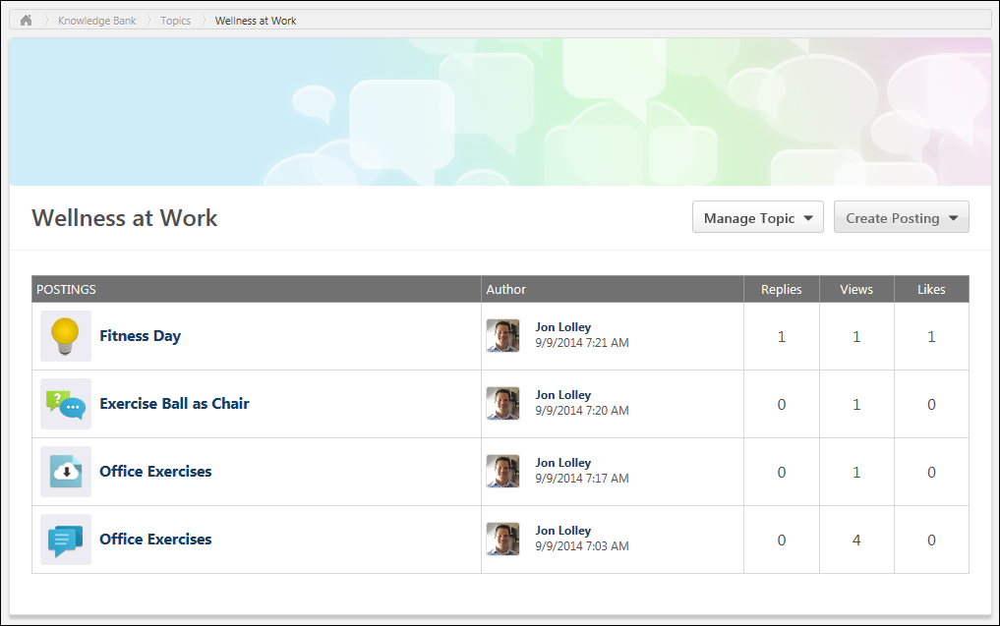 Knowledge Bank Topics Wellness at Work
Wellness at Work
Manage Topic Create Posting
POSTINGS Author Replies Views Likes
Fitness Day Jon Lolley 1 1 1
9/9/2014 7:21 AM
? Exercise Ball as Chair Jon Lolley 0 1 0
9/9/2014 7:20 AM
Office Exercises Jon Lolley 0 1 0
9/9/2014 7:17 AM
Office Exercises Jon Lolley 0 4 0
9/9/2014 7:03 AM